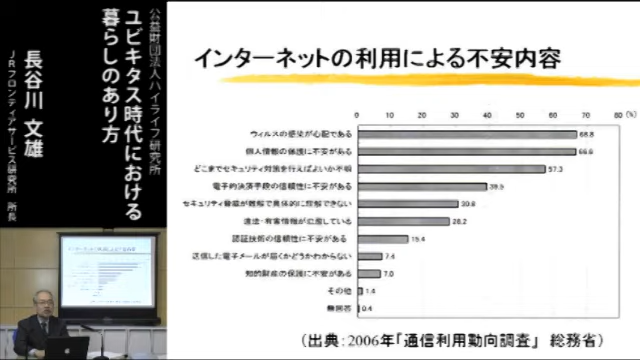 公益財団法人ハイライフ研究所
ユビキタス時代における
暮らしのあり方
長谷川 文雄
JRフロンティアサービス研究所 所長
インターネットの利用による不安内容
0 10 20 30 40 50 60 70 80 (%)
ウィルスの感染が心配である 66.8
個人情報の保護に不安がある 66.6
どこまでセキュリティ対策を行えばよいか不明 57.3
電子的決済手段の信頼性に不安がある 39.5
セキュリティ脅威が難解で具体的に理解できない 30.8
違法・有害情報が氾濫している 28.2
認証技術の信頼性に不安がある 15.4
送信した電子メールが届くかどうかわからない 7.4
知的財産の保護に不安がある 7.0
その他 1.4
無回答 0.4
(出典:2006年「通信利用動向調査」 総務省)